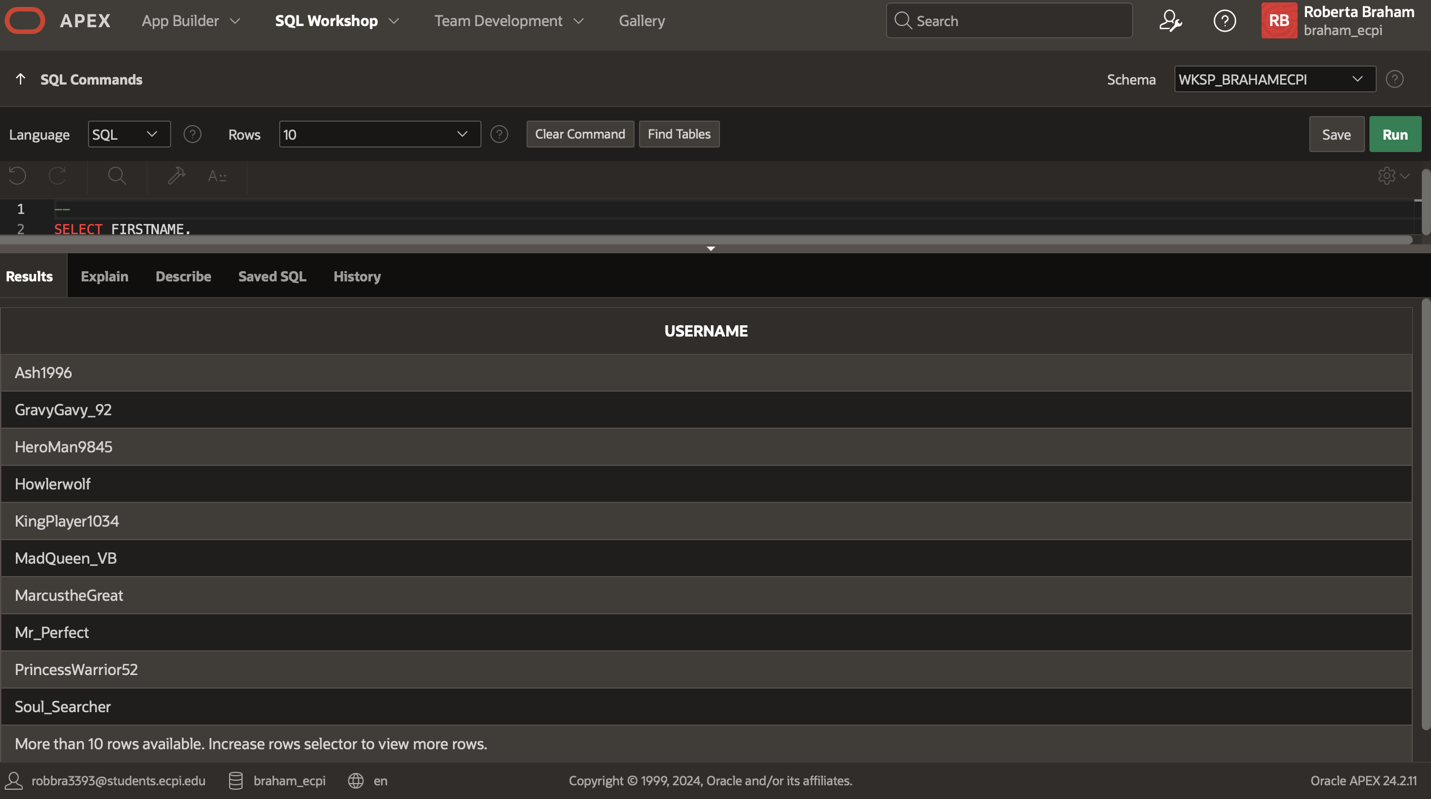 APEX App Builder SQL Workshop Team Development Gallery Search ? RB Roberta Braham
braham_ecpi
↑ SQL Commands Schema WKSP_BRAHAMECPI ?
Language SQL ? Rows 10 ? Clear Command Find Tables Save Run
A::
1 --
2 SELECT FIRSTNAME.
Results Explain Describe Saved SQL History
USERNAME
Ash1996
GravyGavy_92
HeroMan9845
Howlerwolf
KingPlayer1034
MadQueen_VB
MarcustheGreat
Mr_Perfect
PrincessWarrior52
Soul_Searcher
More than 10 rows available. Increase rows selector to view more rows.
robbra3393@students.ecpi.edu braham_ecpi en Copyright © 1999, 2024, Oracle and/or its affiliates. Oracle APEX 24.2.11